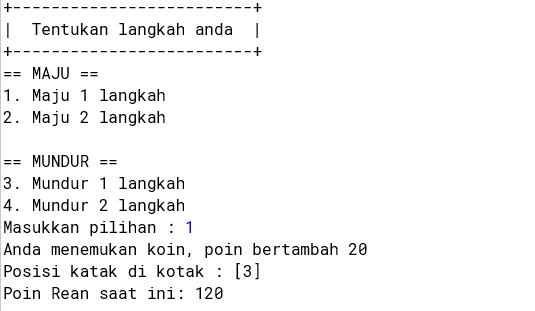 +------------------------+
|  Tentukan langkah anda  |
+------------------------+
== MAJU ==
1. Maju 1 langkah
2. Maju 2 langkah

== MUNDUR ==
3. Mundur 1 langkah
4. Mundur 2 langkah
Masukkan pilihan : 1
Anda menemukan koin, poin bertambah 20
Posisi katak di kotak : [3]
Poin Rean saat ini: 120